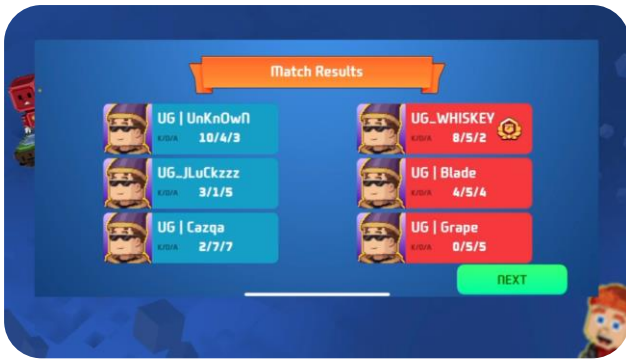 Match Results
UG | UnKnOwN
K/D/A 10/4/3
UG_JLuCkzzz
K/D/A 3/1/5
UG | Cazqa
K/D/A 2/7/7
UG_WHISKEY
K/D/A 8/5/2
UG | Blade
K/D/A 4/5/4
UG | Grape
K/D/A 0/5/5
NEXT